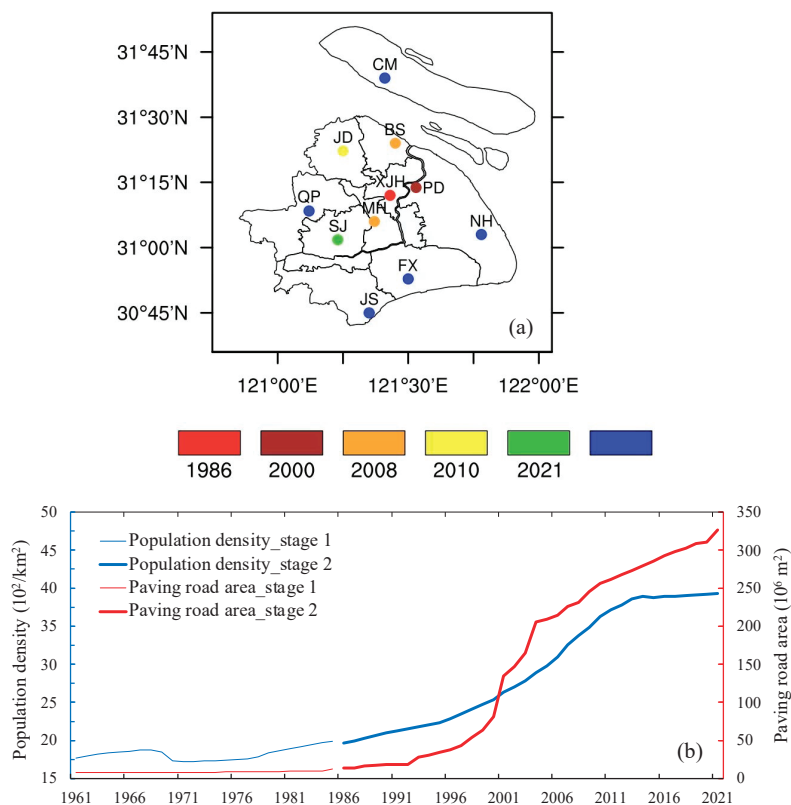 31°45'N
CM
31°30'N
JD
BS
31°15'N
XJH
PD
QP
MH
SJ
NH
31°00'N
FX
JS
30°45'N
(a)
121°00'E 121°30'E 122°00'E
1986 2000 2008 2010 2021
50 350
45 300
40 250
35 200
30 150
25 100
20 50
15 0
Population density (10²/km²)
Paving road area (10⁶ m²)
Population density_stage 1
Population density_stage 2
Paving road area_stage 1
Paving road area_stage 2
(b)
1961 1966 1971 1976 1981 1986 1991 1996 2001 2006 2011 2016 2021